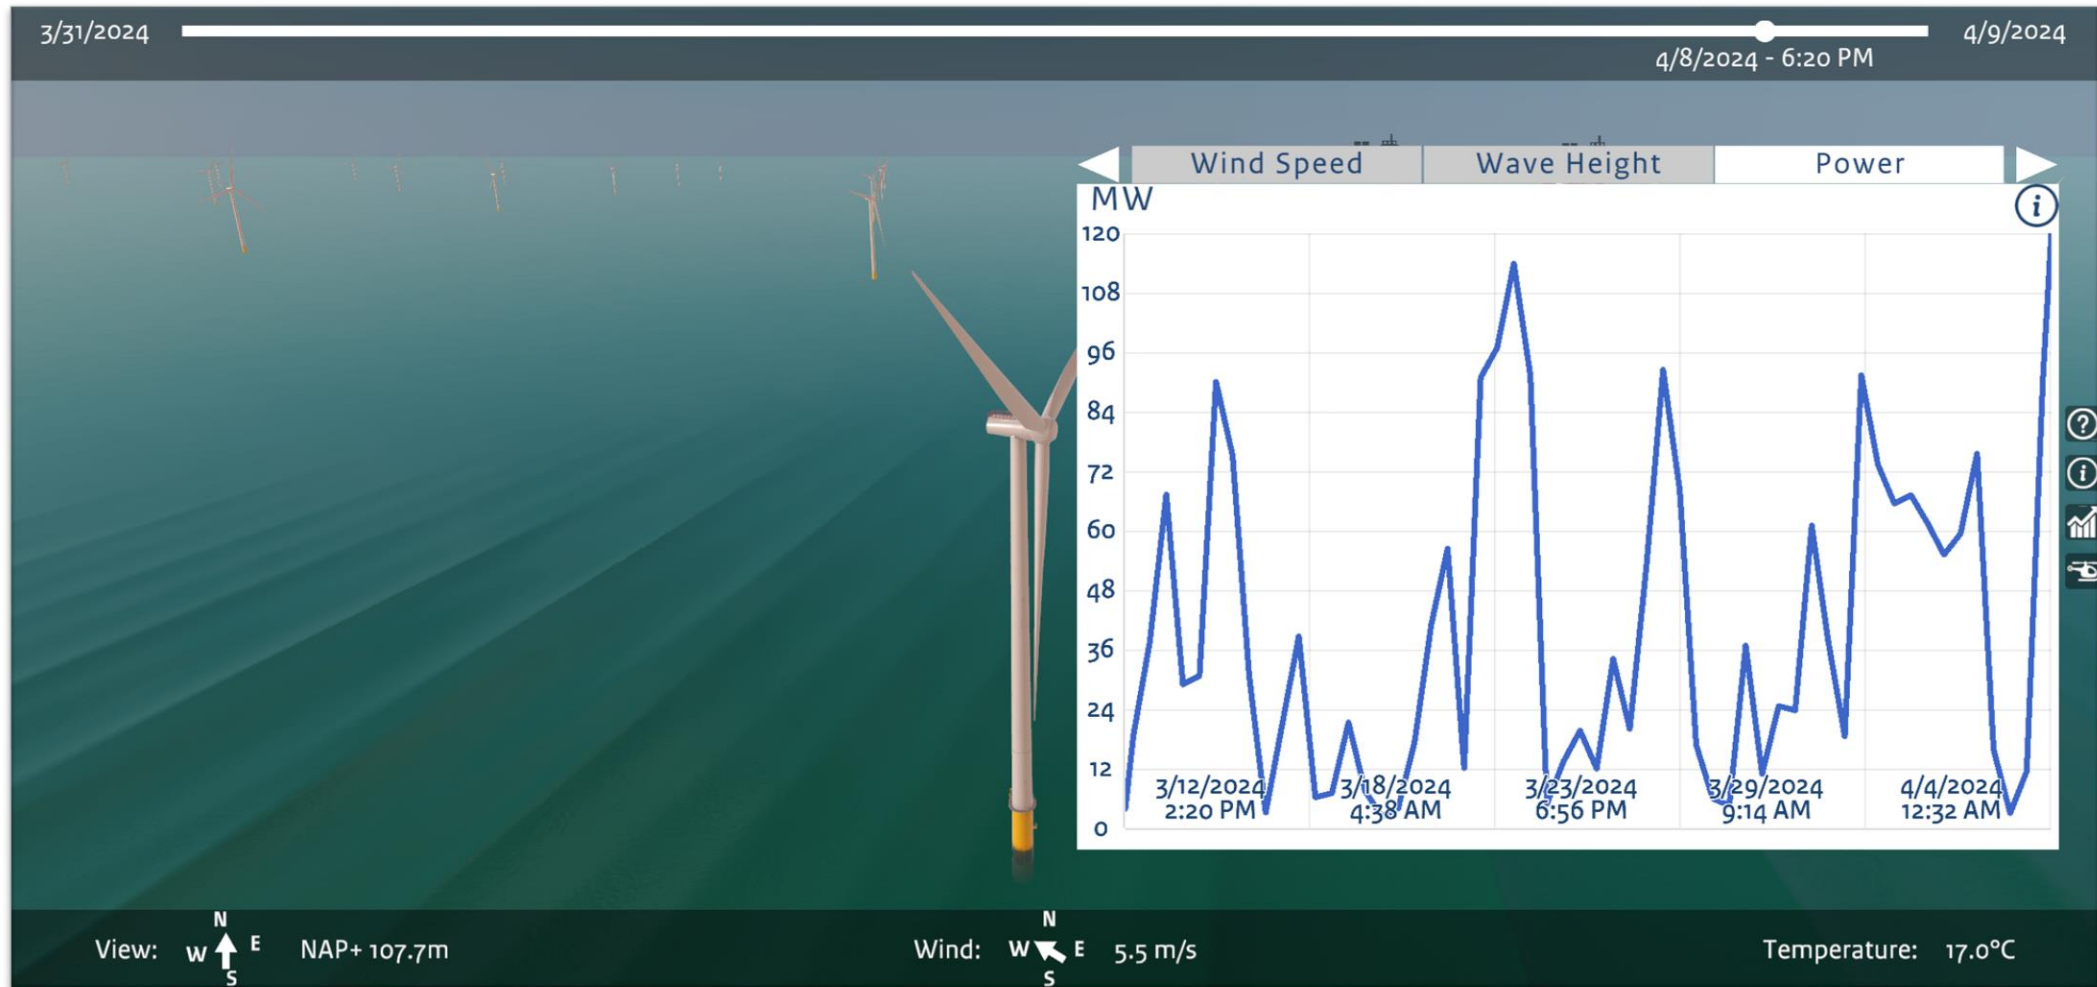 3/31/2024
4/9/2024
4/8/2024 - 6:20 PM
Wind Speed
Wave Height
Power
MW
i
120
108
96
84
72
60
48
36
24
12
0
3/12/2024
2:20 PM
3/18/2024
4:38 AM
3/23/2024
6:56 PM
3/29/2024
9:14 AM
4/4/2024
12:32 AM
?
i
View:
N
W E
S
NAP+ 107.7m
Wind:
N
W E
S
5.5 m/s
Temperature: 17.0°C